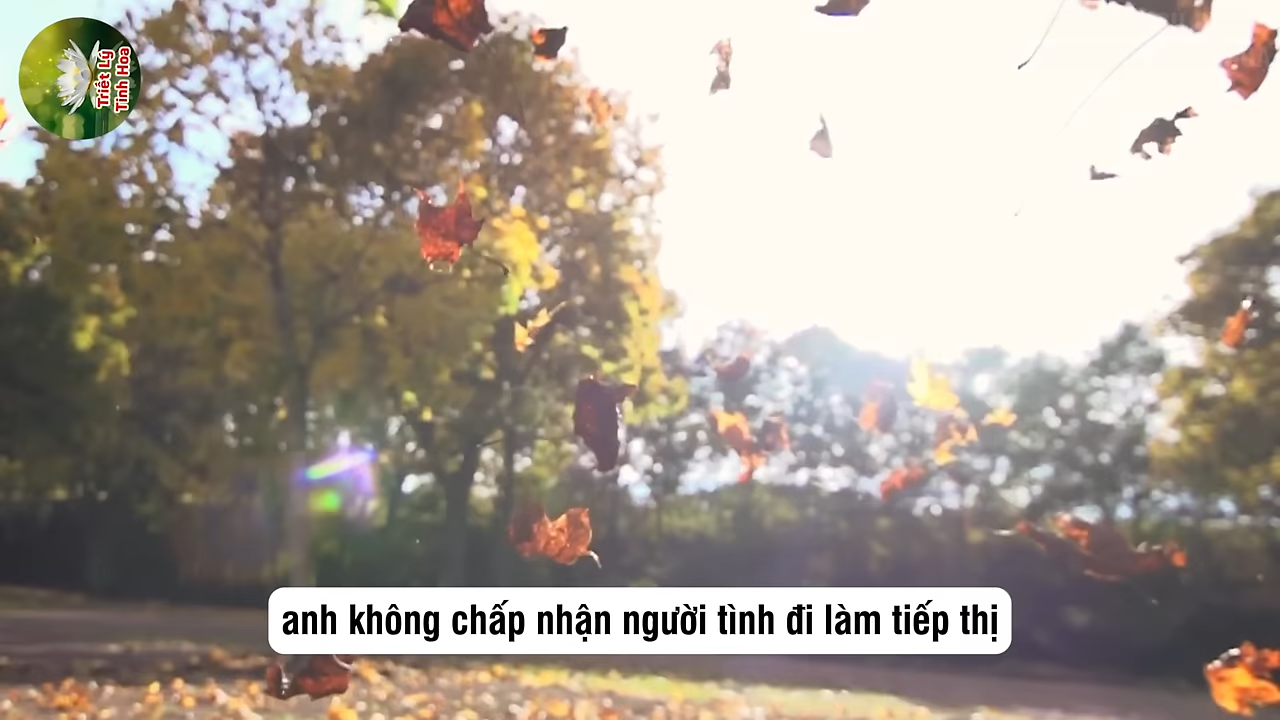 Triết Lý
Tinh Hoa
anh không chấp nhận người tình đi làm tiếp thị